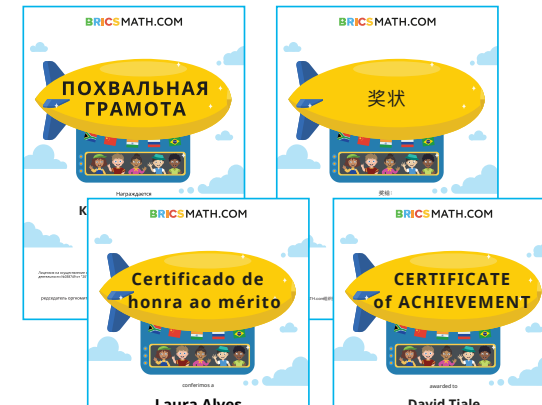 BRICSMATH.COM
ПОХВАЛЬНАЯ
ГРАМОТА
Награждается
BRICSMATH.COM
奖状
BRICSMATH.COM
Certificado de
honra ao mérito
conferimos a
Laura Alves
BRICSMATH.COM
CERTIFICATE
of ACHIEVEMENT
awarded to
David Tiale